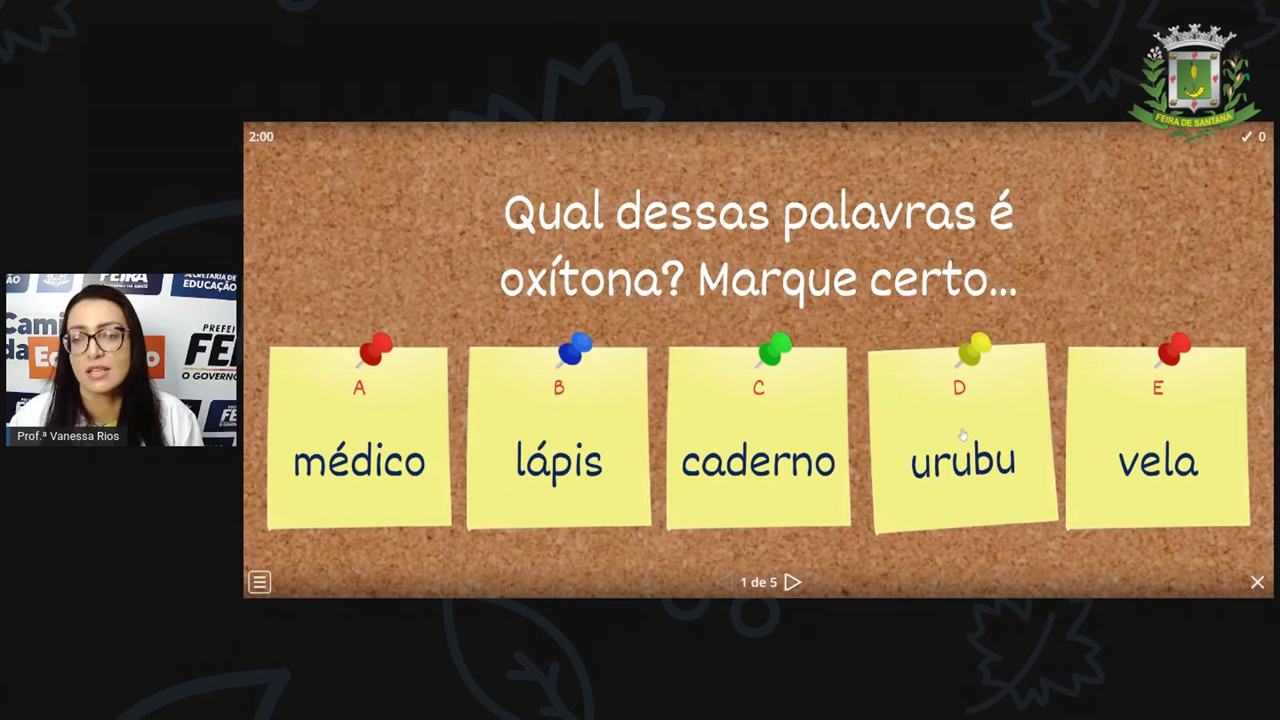 FEIRA DE SANTANA
2:00
✓ 0
Qual dessas palavras é
oxítona? Marque certo...
A
médico
B
lápis
C
caderno
D
urubu
E
vela
FEIRA
SECRETARIA DE
EDUCAÇÃO
Prof.ª Vanessa Rios
1 de 5